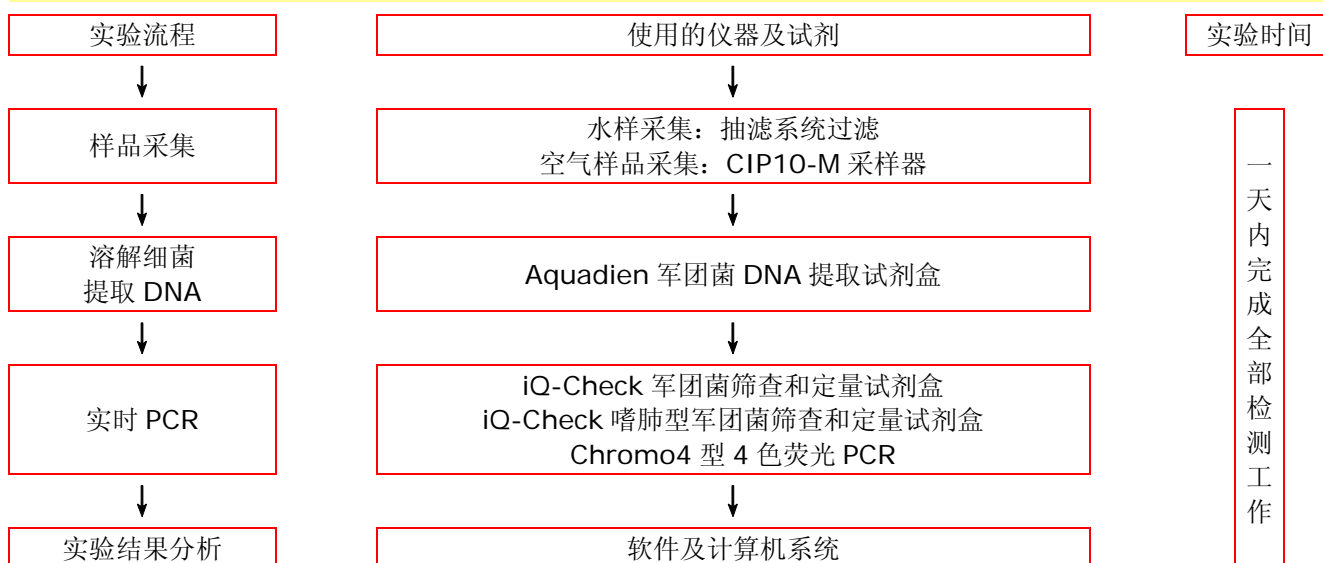 实验流程
使用的仪器及试剂
实验时间
样品采集
水样采集：抽滤系统过滤
空气样品采集：CIP10-M 采样器
溶解细菌
提取 DNA
Aquadien 军团菌 DNA 提取试剂盒
实时 PCR
iQ-Check 军团菌筛查和定量试剂盒
iQ-Check 嗜肺型军团菌筛查和定量试剂盒
Chromo4 型 4 色荧光 PCR
实验结果分析
软件及计算机系统
一天内完成全部检测工作